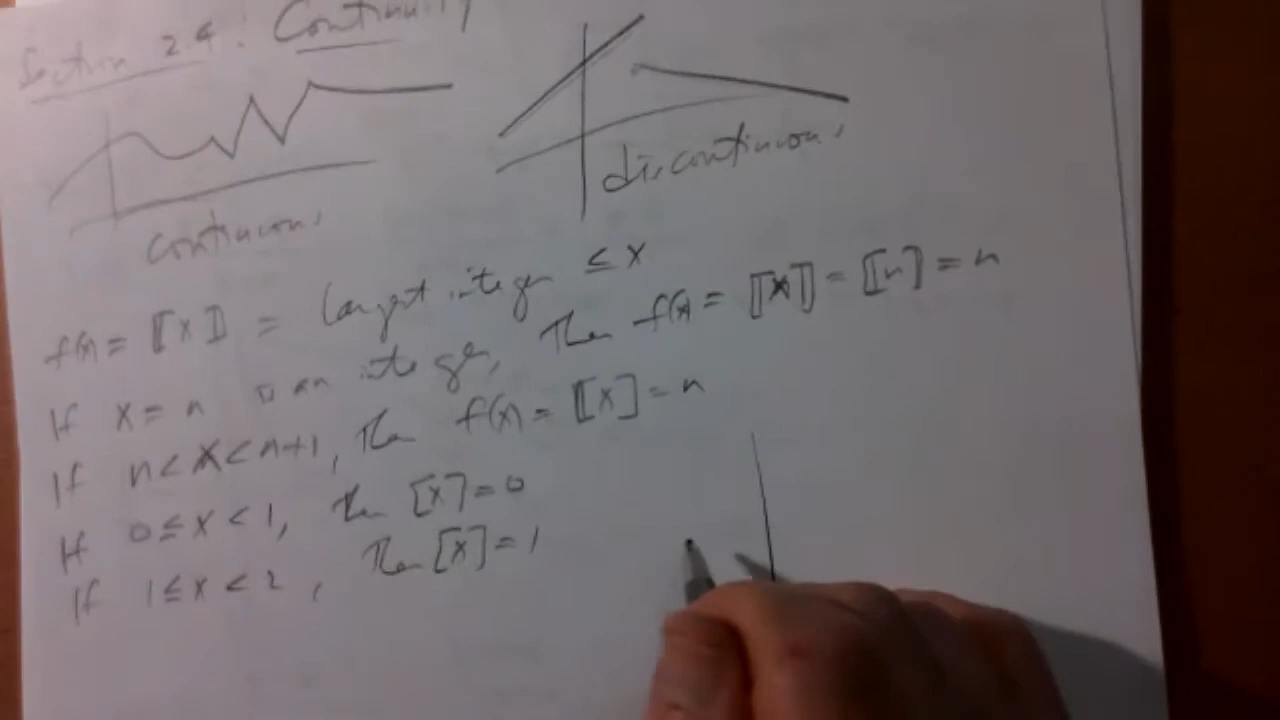 Section 2.4: Continuity
continuous
discontinuous
f(x) = ⟦x⟧ = largest integer ≤ x
If x = n is an integer, then f(x) = ⟦x⟧ = ⟦n⟧ = n
If n < x < n+1, then f(x) = ⟦x⟧ = n
If 0 ≤ x < 1, then [x] = 0
If 1 ≤ x < 2, then [x] = 1